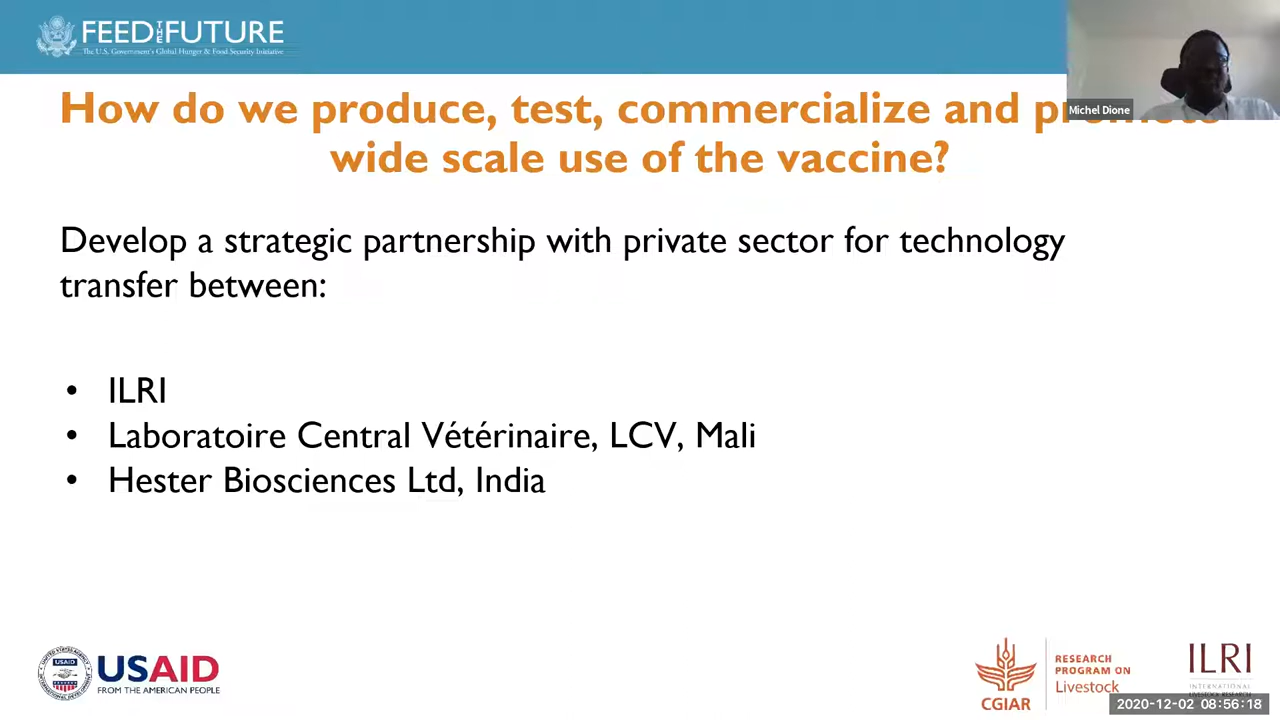 FEED THE FUTURE
The U.S. Government's Global Hunger & Food Security Initiative
Michel Dione
How do we produce, test, commercialize and
wide scale use of the vaccine?
Develop a strategic partnership with private sector for technology
transfer between:
• ILRI
• Laboratoire Central Vétérinaire, LCV, Mali
• Hester Biosciences Ltd, India
USAID
FROM THE AMERICAN PEOPLE
CGIAR
RESEARCH
PROGRAM ON
Livestock
ILRI
INTERNATIONAL
2020-12-02 08:56:18